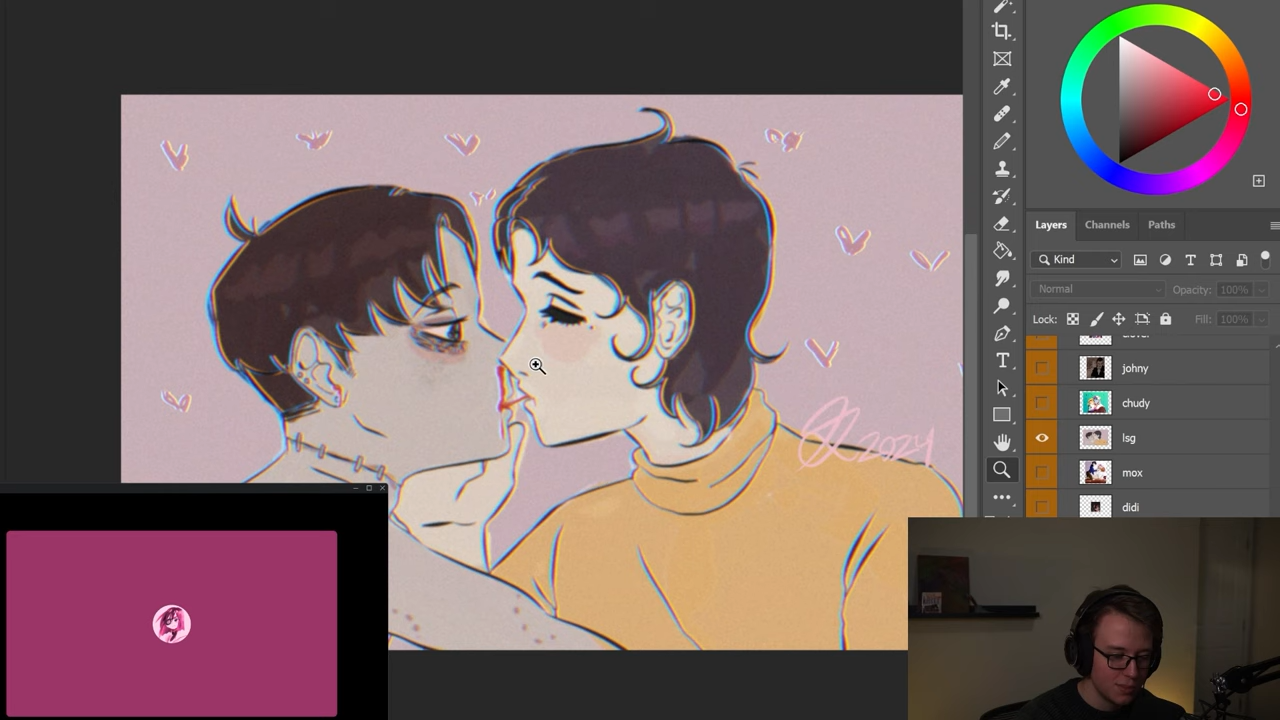 Layers Channels Paths
Kind
Normal Opacity: 100%
Lock: Fill: 100%
johny
chudy
lsg
mox
didi
2024